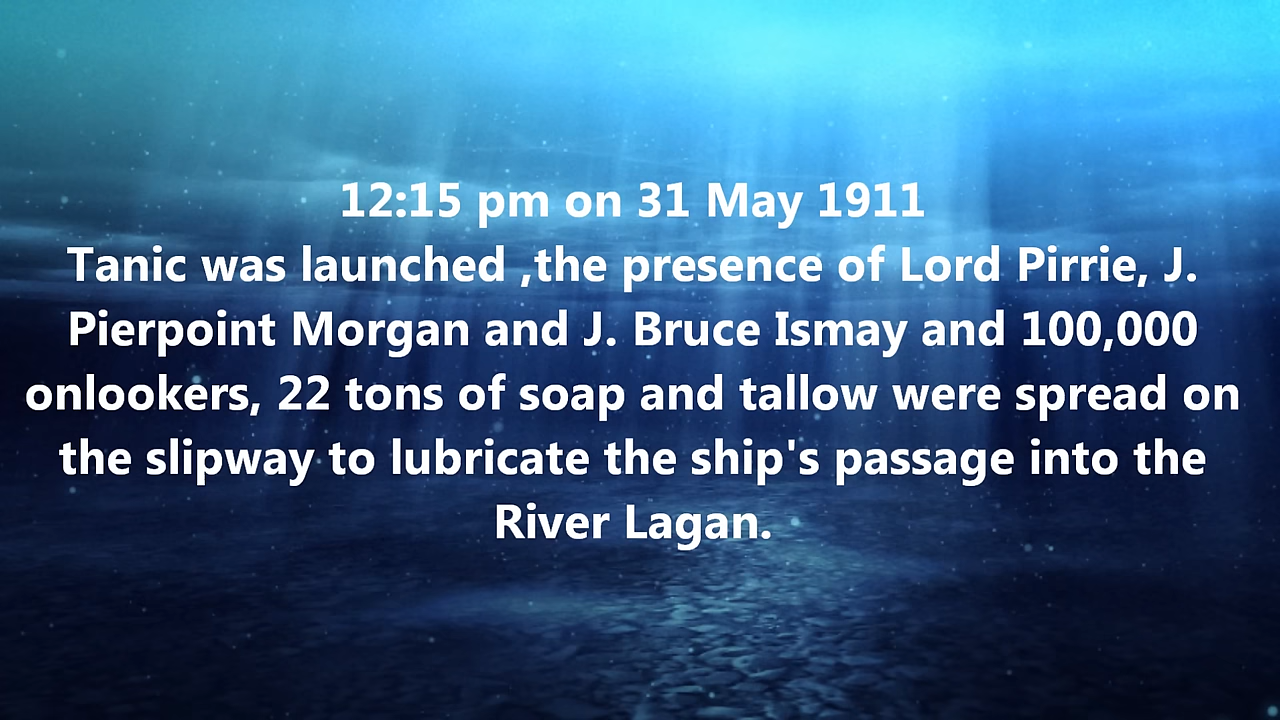 12:15 pm on 31 May 1911
Tanic was launched ,the presence of Lord Pirrie, J.
Pierpoint Morgan and J. Bruce Ismay and 100,000
onlookers, 22 tons of soap and tallow were spread on
the slipway to lubricate the ship's passage into the
River Lagan.